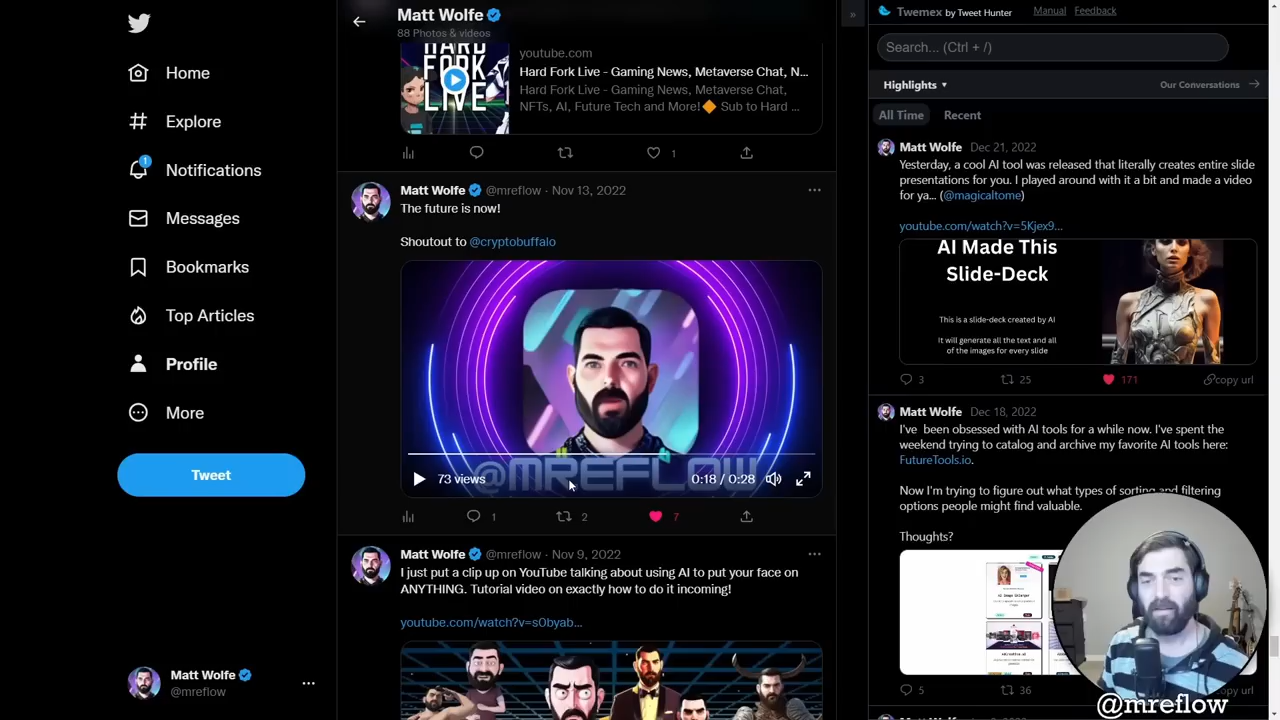 Home
Explore
1
Notifications
Messages
Bookmarks
Top Articles
Profile
More
Tweet
Matt Wolfe
@mreflow
Matt Wolfe
88 Photos & videos
HARD
FORK
LIVE
youtube.com
Hard Fork Live - Gaming News, Metaverse Chat, N...
Hard Fork Live - Gaming News, Metaverse Chat,
NFTs, AI, Future Tech and More!🔶 Sub to Hard ...
1
Matt Wolfe @mreflow - Nov 13, 2022
The future is now!
Shoutout to @cryptobuffalo
@MREFLOW
73 views
0:18 / 0:28
1
2
7
Matt Wolfe @mreflow - Nov 9, 2022
I just put a clip up on YouTube talking about using AI to put your face on
ANYTHING. Tutorial video on exactly how to do it incoming!
youtube.com/watch?v=s0byab...
»
Twemex by Tweet Hunter
Manual
Feedback
Search... (Ctrl + /)
Highlights
Our Conversations
All Time
Recent
Matt Wolfe Dec 21, 2022
Yesterday, a cool AI tool was released that literally creates entire slide
presentations for you. I played around with it a bit and made a video
for ya... (@magicaltome)
youtube.com/watch?v=5Kjex9...
AI Made This
Slide-Deck
This is a slide-deck created by AI
It will generate all the text and all
of the images for every slide
3
25
171
copy url
Matt Wolfe Dec 18, 2022
I've been obsessed with AI tools for a while now. I've spent the
weekend trying to catalog and archive my favorite AI tools here:
FutureTools.io.
Now I'm trying to figure out what types of sorting and filtering
options people might find valuable.
Thoughts?
5
36
py url
@mreflow